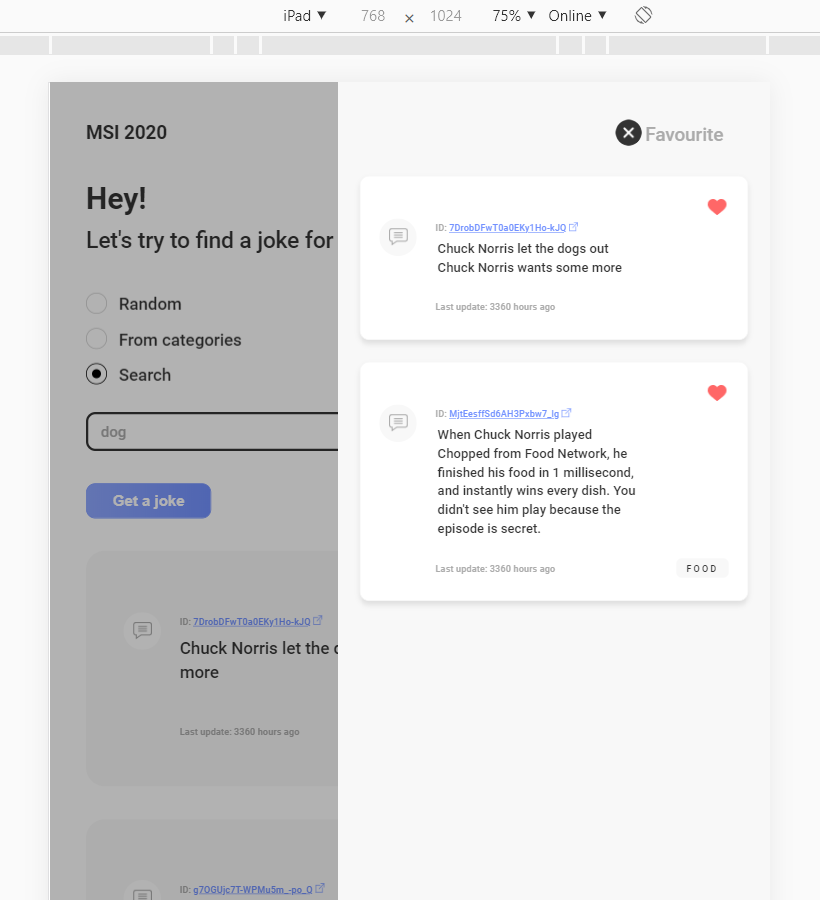 iPad ▼ 768 × 1024 75% ▼ Online ▼
MSI 2020
Hey!
Let's try to find a joke for
Random
From categories
Search
dog
Get a joke
ID: 7DrobDFwT0a0EKy1Ho-kJQ
Chuck Norris let the
more
Last update: 3360 hours ago
ID: g7OGUjc7T-WPMu5m_-po_Q
Favourite
ID: 7DrobDFwT0a0EKy1Ho-kJQ
Chuck Norris let the dogs out
Chuck Norris wants some more
Last update: 3360 hours ago
ID: MjtEesffSd6AH3Pxbw7_lg
When Chuck Norris played
Chopped from Food Network, he
finished his food in 1 millisecond,
and instantly wins every dish. You
didn't see him play because the
episode is secret.
Last update: 3360 hours ago
FOOD